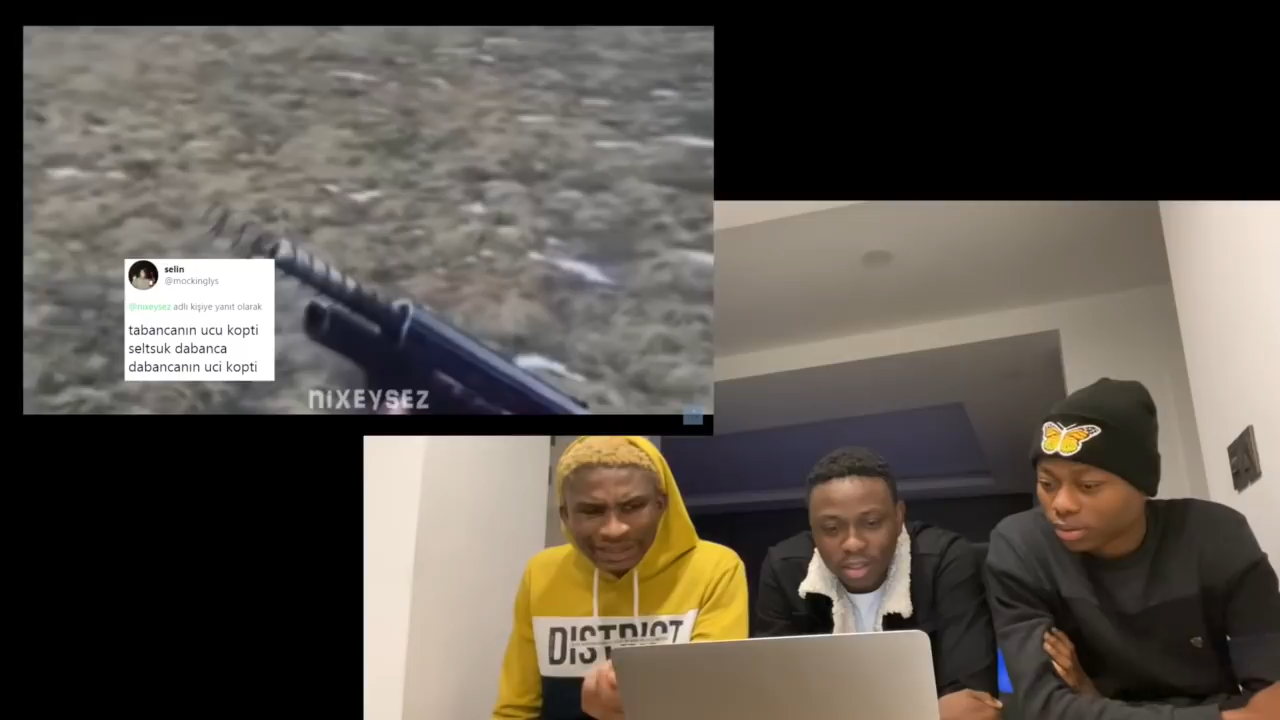 selin
@mockinglys
@nixeysez adlı kişiye yanıt olarak
tabancanın ucu kopti
seltsuk dabanca
dabancanın uci kopti
NIXEYSEZ
DISTRICT